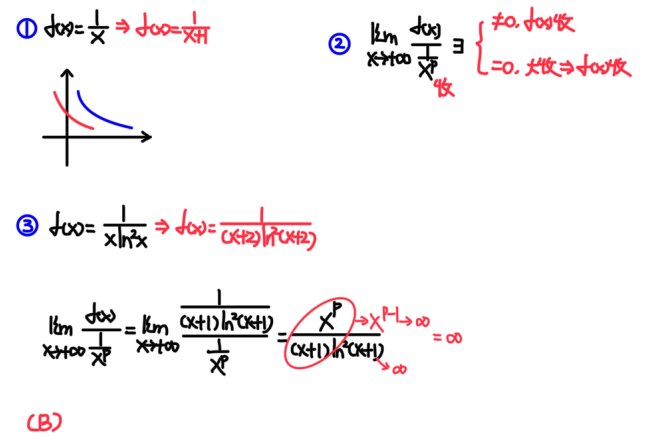 ① f(x)=1/x ⇒ f(x)=1/(x+1)
② lim x→+∞ f(x)/(1/x^p) ∃ { ≠0. f(x)收
收 =0. 大收⇒f(x)收
③ f(x)=1/(x ln²x) ⇒ f(x)=1/((x+2)ln²(x+2))
lim x→+∞ f(x)/(1/x^p) = lim x→+∞ (1/((x+1)ln²(x+1)))/(1/x^p) = x^p/((x+1)ln²(x+1)) → x^(p-1)→∞ →∞ =∞
(B)